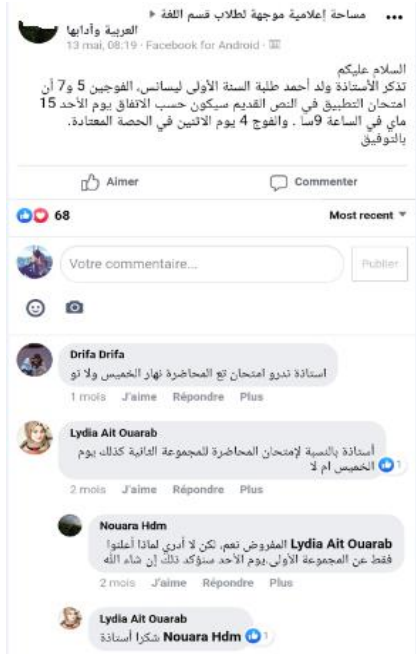 مساحة إعلامية موجهة لطلاب قسم اللغة
العربية وآدابها
13 mai, 08:19 · Facebook for Android ·
السلام عليكم
تذكر الأستاذة ولد أحمد طلبة السنة الأولى ليسانس، الفوجين 5 و7 أن
امتحان التطبيق في النص القديم سيكون حسب الاتفاق يوم الأحد 15
ماي في الساعة 9سا . والفوج 4 يوم الاثنين في الحصة المعتادة.
بالتوفيق
Aimer
Commenter
68
Most recent
Votre commentaire...
Publier
Drifa Drifa
استاذة ندرو امتحان تع المحاضرة نهار الخميس ولا نو
1 mois J'aime Répondre Plus
Lydia Ait Ouarab
أستاذة بالنسبة لإمتحان المحاضرة للمجموعة الثانية كذلك يوم
الخميس ام لا
1
2 mois J'aime Répondre Plus
Nouara Hdm
Lydia Ait Ouarab المفروض نعم، لكن لا أدري لماذا أعلنوا
فقط عن المجموعة الأولى.يوم الأحد سنؤكد ذلك إن شاء الله
2 mois J'aime Répondre Plus
Lydia Ait Ouarab
Nouara Hdm شكرا أستاذة
1